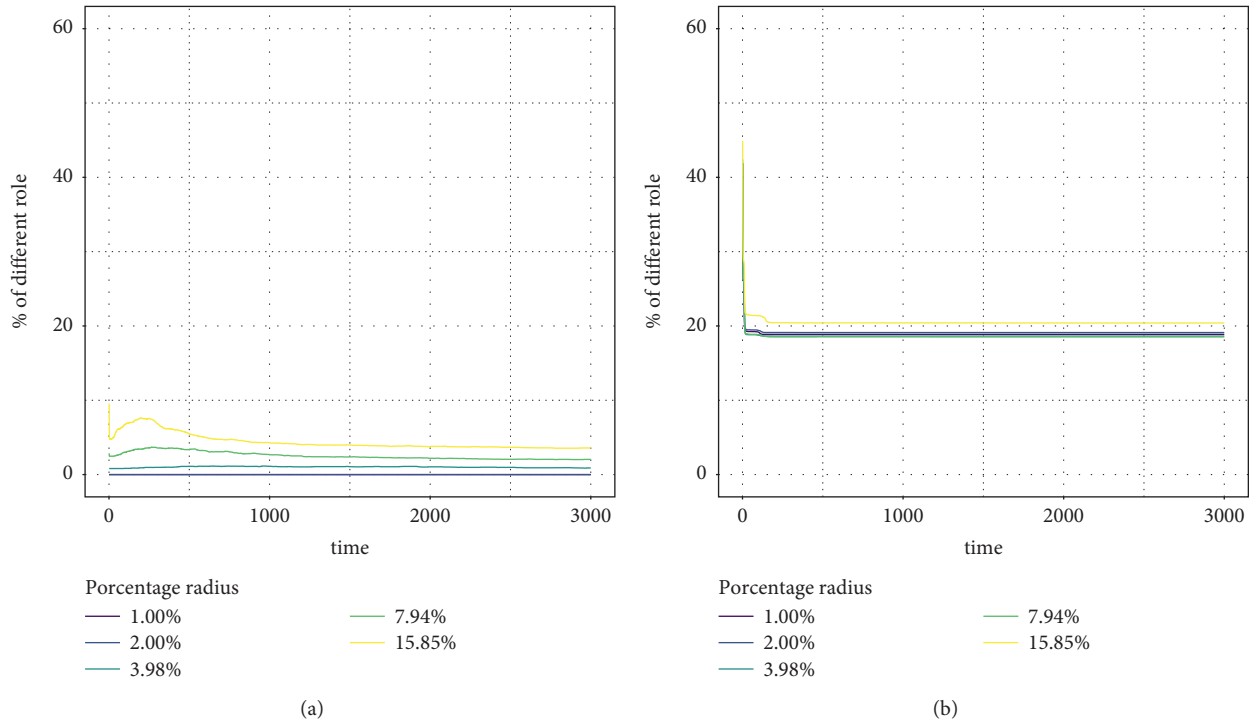 % of different role
60
40
20
0
0 1000 2000 3000
time
Porcentage radius
1.00%
2.00%
3.98%
7.94%
15.85%
(a)
% of different role
60
40
20
0
0 1000 2000 3000
time
Porcentage radius
1.00%
2.00%
3.98%
7.94%
15.85%
(b)